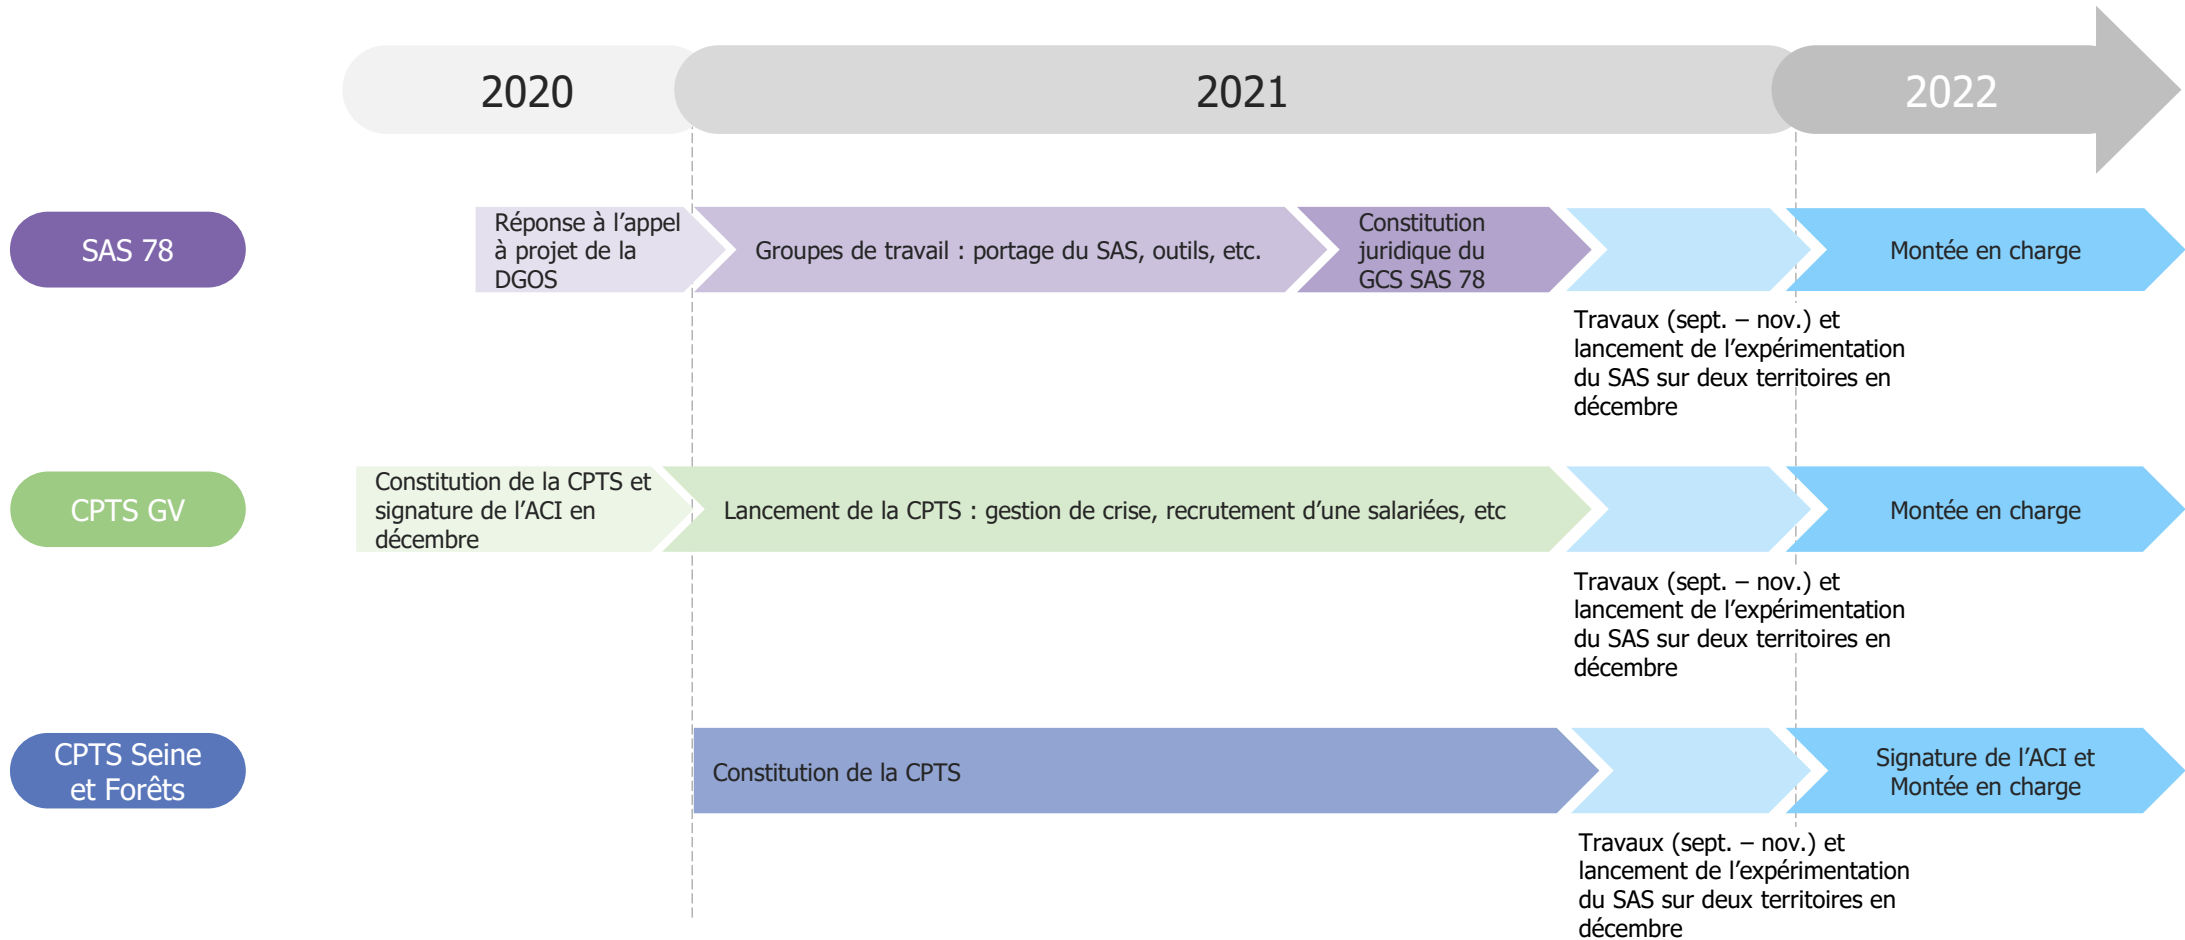 2020
2021
2022
SAS 78
Réponse à l’appel
à projet de la
DGOS
Groupes de travail : portage du SAS, outils, etc.
Constitution
juridique du
GCS SAS 78
Montée en charge
Travaux (sept. – nov.) et
lancement de l’expérimentation
du SAS sur deux territoires en
décembre
CPTS GV
Constitution de la CPTS et
signature de l’ACI en
décembre
Lancement de la CPTS : gestion de crise, recrutement d’une salariées, etc
Montée en charge
Travaux (sept. – nov.) et
lancement de l’expérimentation
du SAS sur deux territoires en
décembre
CPTS Seine
et Forêts
Constitution de la CPTS
Signature de l’ACI et
Montée en charge
Travaux (sept. – nov.) et
lancement de l’expérimentation
du SAS sur deux territoires en
décembre